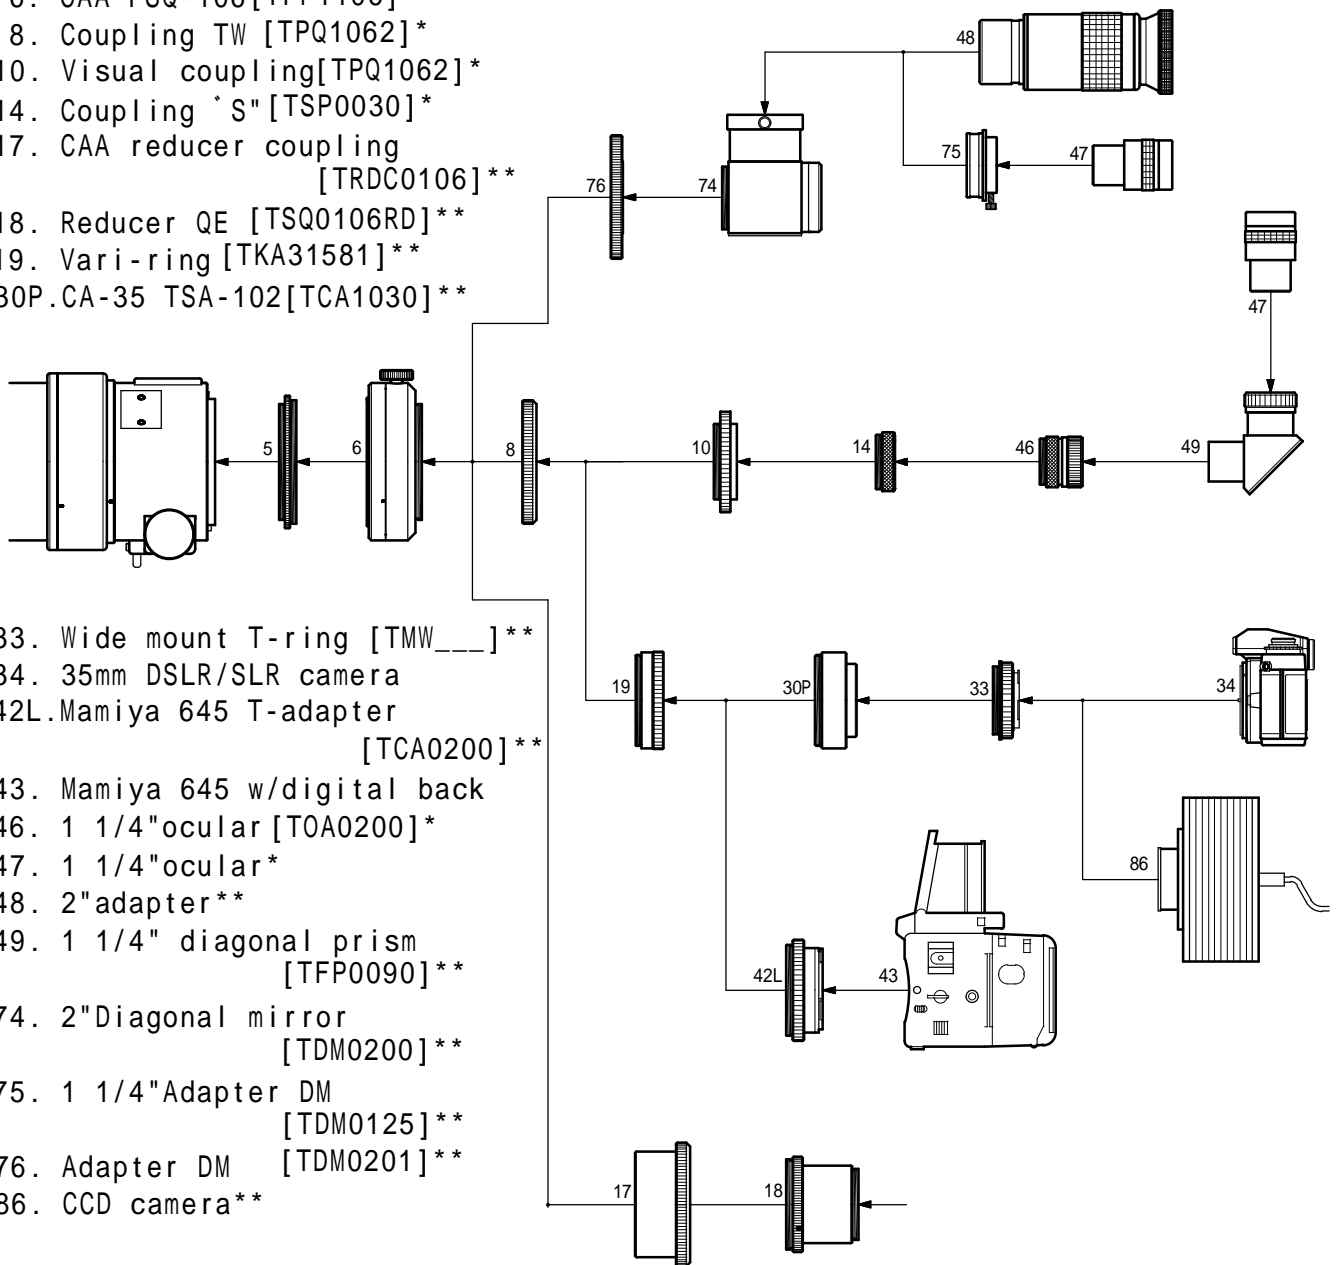 8. Coupling TW [TPQ1062]*
10. Visual coupling[TPQ1062]*
14. Coupling `S"[TSP0030]*
17. CAA reducer coupling
[TRDC0106]**
18. Reducer QE [TSQ0106RD]**
19. Vari-ring [TKA31581]**
30P.CA-35 TSA-102[TCA1030]**
48
75
47
76
74
47
5
6
8
10
14
46
49
33. Wide mount T-ring [TMW___]**
34. 35mm DSLR/SLR camera
42L.Mamiya 645 T-adapter
[TCA0200]**
43. Mamiya 645 w/digital back
46. 1 1/4"ocular [TOA0200]*
47. 1 1/4"ocular*
48. 2"adapter**
49. 1 1/4" diagonal prism
[TFP0090]**
74. 2"Diagonal mirror
[TDM0200]**
75. 1 1/4"Adapter DM
[TDM0125]**
76. Adapter DM [TDM0201]**
86. CCD camera**
19
30P
33
34
86
42L
43
17
18